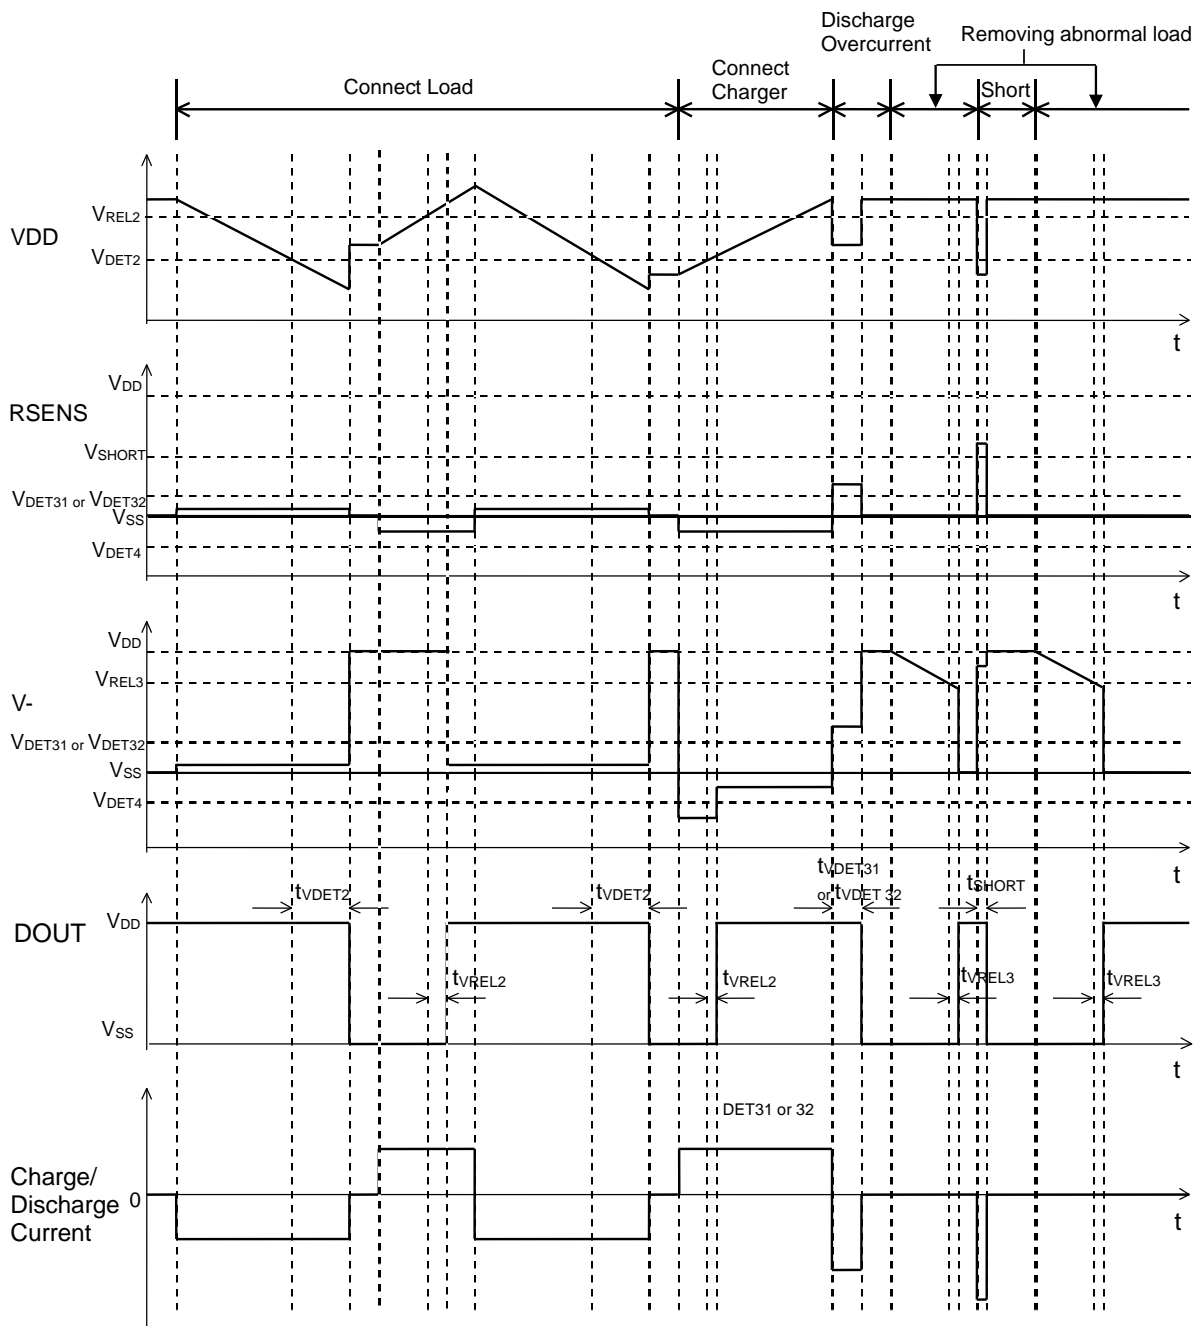 Discharge
Overcurrent
Removing abnormal load
Connect Load
Connect
Charger
Short
VREL2
VDD
VDET2
t
VDD
RSENS
VSHORT
VDET31 or VDET32
VSS
VDET4
t
VDD
VREL3
V-
VDET31 or VDET32
VSS
VDET4
t
tVDET2
tVDET2
tVDET31
or tVDET 32
tSHORT
VDD
DOUT
tVREL2
tVREL2
tVREL3
tVREL3
VSS
t
DET31 or 32
Charge/
Discharge
Current
0
t